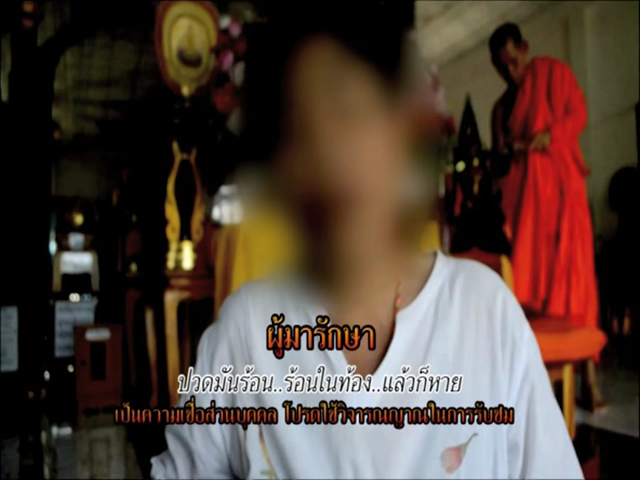 ผู้มารักษา
ปวดมันร้อน..ร้อนในท้อง..แล้วก็หาย
เป็นความเชื่อส่วนบุคคล โปรดใช้วิจารณญาณในการรับชม